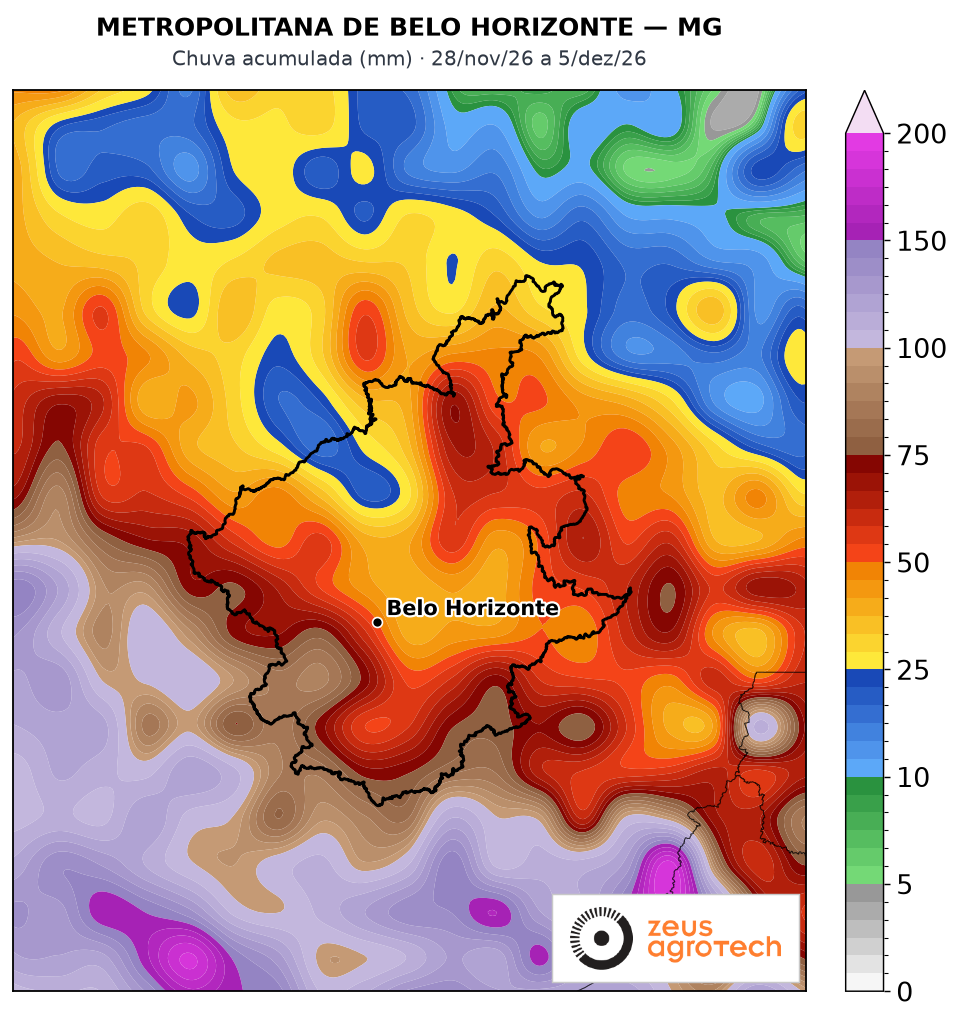 METROPOLITANA DE BELO HORIZONTE — MG
Chuva acumulada (mm) · 28/nov/26 a 5/dez/26
200
150
100
75
50
25
10
5
0
Belo Horizonte
zeus
agrotech